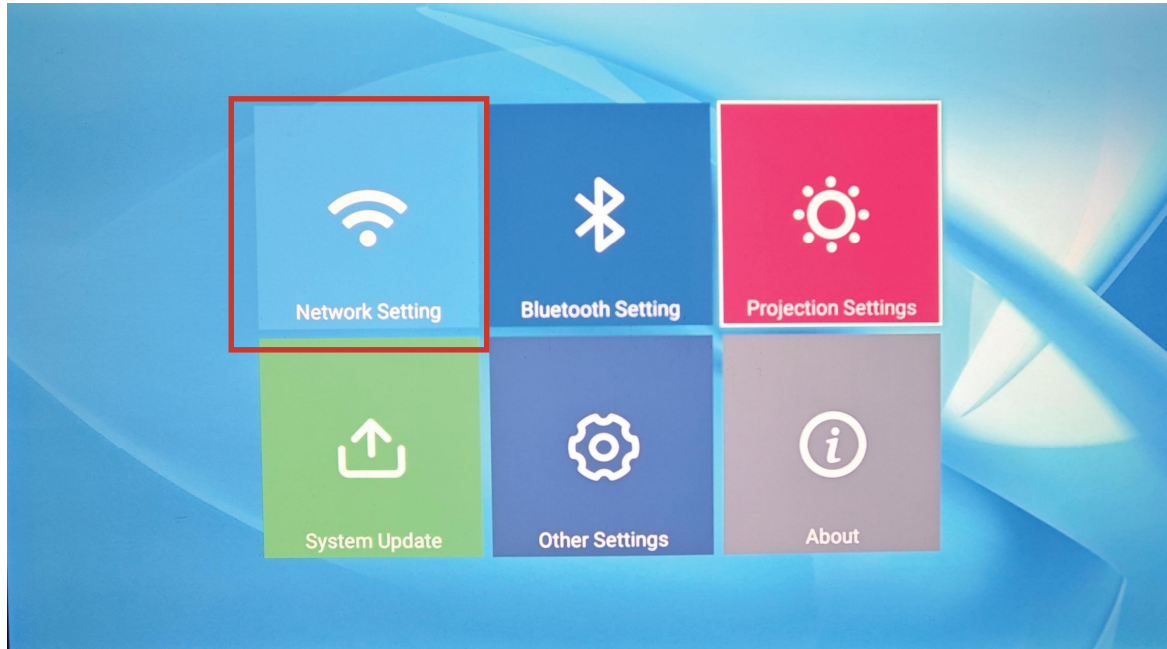 Network Setting
Bluetooth Setting
Projection Settings
System Update
Other Settings
About